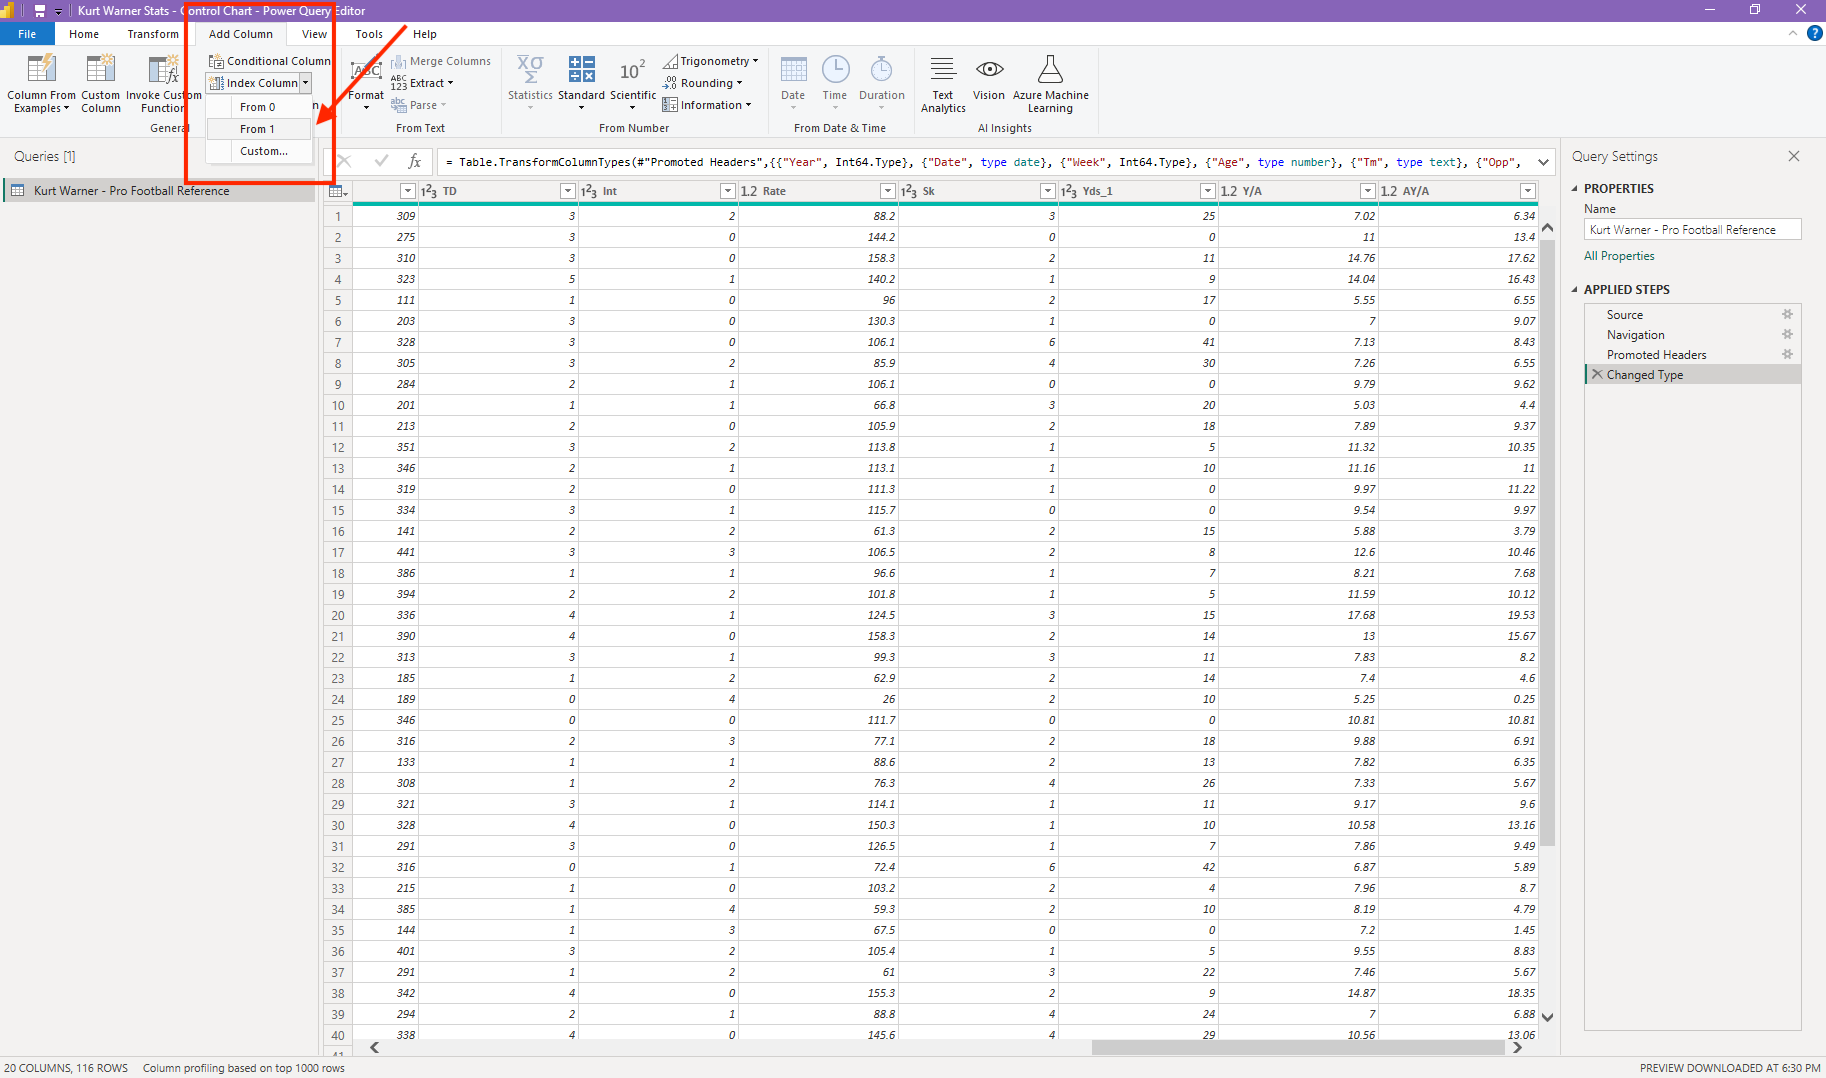 Kurt Warner Stats - Control Chart - Power Query Editor
File Home Transform Add Column View Tools Help
Column From Examples
Custom Column
Invoke Custom Function
Conditional Column
Index Column
From 0
From 1
Custom...
General
Format
Merge Columns
ABC 123 Extract
abc Parse
From Text
Statistics
Standard
Scientific
Trigonometry
Rounding
Information
From Number
Date
Time
Duration
From Date & Time
Text Analytics
Vision
Azure Machine Learning
AI Insights
Queries [1]
Kurt Warner - Pro Football Reference
fx = Table.TransformColumnTypes(#"Promoted Headers",{{"Year", Int64.Type}, {"Date", type date}, {"Week", Int64.Type}, {"Age", type number}, {"Tm", type text}, {"Opp",
123 TD 123 Int 1.2 Rate 123 Sk 123 Yds_1 1.2 Y/A 1.2 AY/A
1 309 3 2 88.2 3 25 7.02 6.34
2 275 3 0 144.2 0 0 11 13.4
3 310 3 0 158.3 2 11 14.76 17.62
4 323 5 1 140.2 1 9 14.04 16.43
5 111 1 0 96 2 17 5.55 6.55
6 203 3 0 130.3 1 0 7 9.07
7 328 3 0 106.1 6 41 7.13 8.43
8 305 3 2 85.9 4 30 7.26 6.55
9 284 2 1 106.1 0 0 9.79 9.62
10 201 1 1 66.8 3 20 5.03 4.4
11 213 2 0 105.9 2 18 7.89 9.37
12 351 3 2 113.8 1 5 11.32 10.35
13 346 2 1 113.1 1 10 11.16 11
14 319 2 0 111.3 1 0 9.97 11.22
15 334 3 1 115.7 0 0 9.54 9.97
16 141 2 2 61.3 2 15 5.88 3.79
17 441 3 3 106.5 2 8 12.6 10.46
18 386 1 1 96.6 1 7 8.21 7.68
19 394 2 2 101.8 1 5 11.59 10.12
20 336 4 1 124.5 3 15 17.68 19.53
21 390 4 0 158.3 2 14 13 15.67
22 313 3 1 99.3 3 11 7.83 8.2
23 185 1 2 62.9 2 14 7.4 4.6
24 189 0 4 26 2 10 5.25 0.25
25 346 0 0 111.7 0 0 10.81 10.81
26 316 2 3 77.1 2 18 9.88 6.91
27 133 1 1 88.6 2 13 7.82 6.35
28 308 1 2 76.3 4 26 7.33 5.67
29 321 3 1 114.1 1 11 9.17 9.6
30 328 4 0 150.3 1 10 10.58 13.16
31 291 3 0 126.5 1 7 7.86 9.49
32 316 0 1 72.4 6 42 6.87 5.89
33 215 1 0 103.2 2 4 7.96 8.7
34 385 1 4 59.3 2 10 8.19 4.79
35 144 1 3 67.5 0 0 7.2 1.45
36 401 3 2 105.4 1 5 9.55 8.83
37 291 1 2 61 3 22 7.46 5.67
38 342 4 0 155.3 2 9 14.87 18.35
39 294 2 1 88.8 4 24 7 6.88
40 338 4 0 145.6 4 29 10.56 13.06
41
Query Settings
PROPERTIES
Name
Kurt Warner - Pro Football Reference
All Properties
APPLIED STEPS
Source
Navigation
Promoted Headers
Changed Type
20 COLUMNS, 116 ROWS Column profiling based on top 1000 rows
PREVIEW DOWNLOADED AT 6:30 PM